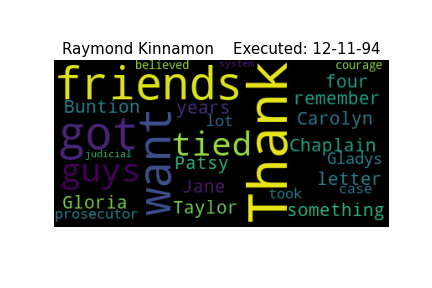 Raymond Kinnamon    Executed: 12-11-94
believed system courage
friends Thank four
Buntion years remember
got want lot Carolyn
tied Chaplain
judicial Patsy Gladys
guys Jane letter
took case
Gloria Taylor something
prosecutor